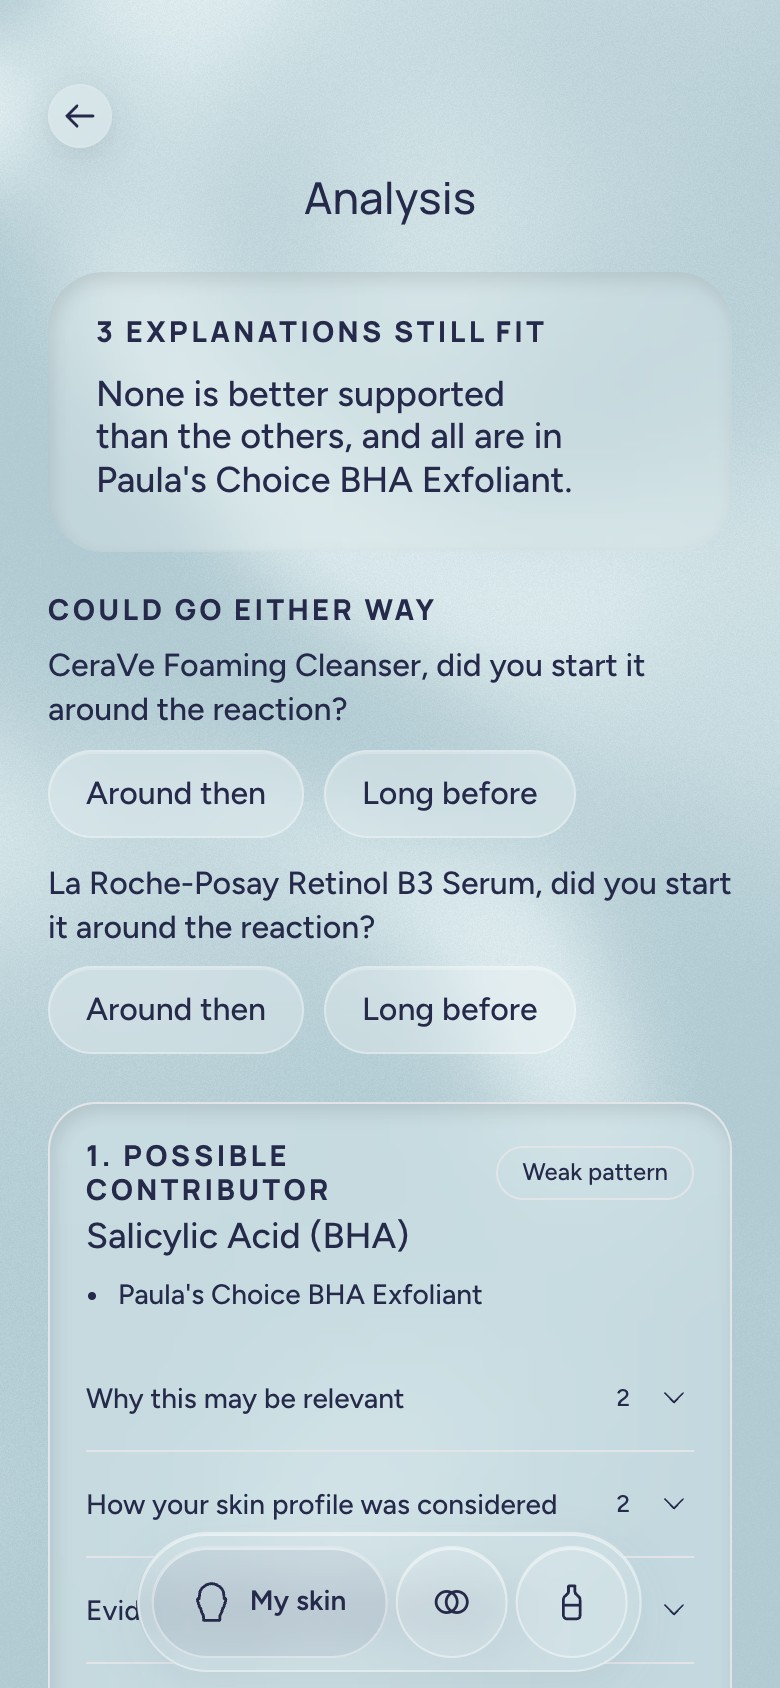 Analysis
3 EXPLANATIONS STILL FIT
None is better supported
than the others, and all are in
Paula's Choice BHA Exfoliant.
COULD GO EITHER WAY
CeraVe Foaming Cleanser, did you start it
around the reaction?
Around then
Long before
La Roche-Posay Retinol B3 Serum, did you start
it around the reaction?
Around then
Long before
1. POSSIBLE
CONTRIBUTOR
Weak pattern
Salicylic Acid (BHA)
• Paula's Choice BHA Exfoliant
Why this may be relevant 2
How your skin profile was considered 2
My skin